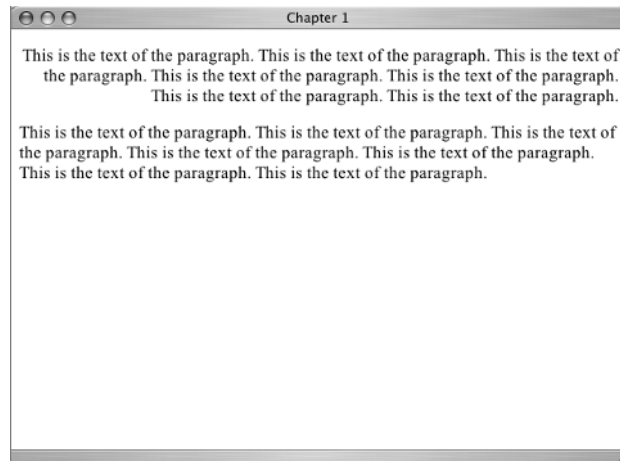 Chapter 1
This is the text of the paragraph. This is the text of the paragraph. This is the text of
the paragraph. This is the text of the paragraph. This is the text of the paragraph.
This is the text of the paragraph. This is the text of the paragraph.
This is the text of the paragraph. This is the text of the paragraph. This is the text of
the paragraph. This is the text of the paragraph. This is the text of the paragraph.
This is the text of the paragraph. This is the text of the paragraph.